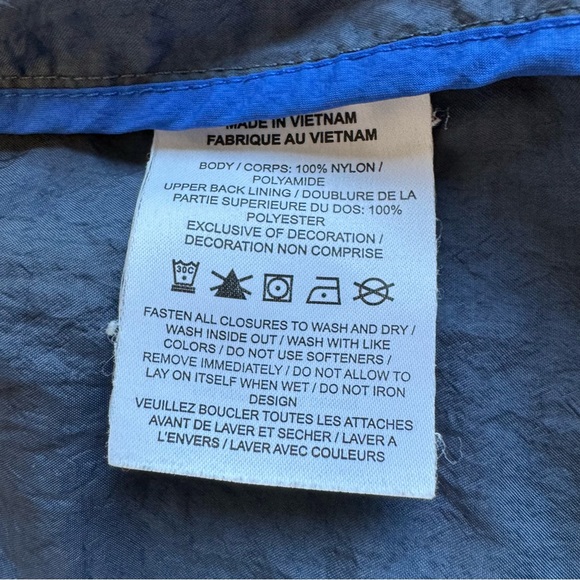 MADE IN VIETNAM
FABRIQUE AU VIETNAM
BODY / CORPS: 100% NYLON /
POLYAMIDE
UPPER BACK LINING / DOUBLURE DE LA
PARTIE SUPERIEURE DU DOS: 100%
POLYESTER
EXCLUSIVE OF DECORATION /
DECORATION NON COMPRISE
30C
FASTEN ALL CLOSURES TO WASH AND DRY /
WASH INSIDE OUT / WASH WITH LIKE
COLORS / DO NOT USE SOFTENERS /
REMOVE IMMEDIATELY / DO NOT ALLOW TO
LAY ON ITSELF WHEN WET / DO NOT IRON
DESIGN
VEUILLEZ BOUCLER TOUTES LES ATTACHES
AVANT DE LAVER ET SECHER / LAVER A
L'ENVERS / LAVER AVEC COULEURS